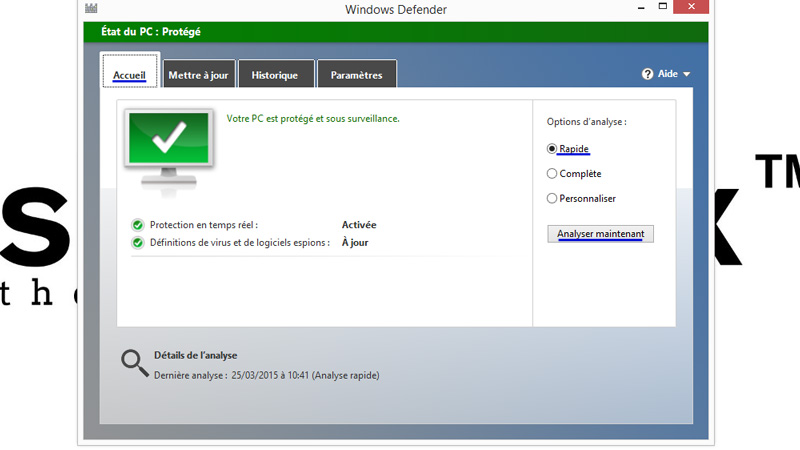 Windows Defender
État du PC : Protégé
Accueil
Mettre à jour
Historique
Paramètres
Aide
Votre PC est protégé et sous surveillance.
Options d'analyse :
Rapide
Complète
Personnaliser
Analyser maintenant
Protection en temps réel : Activée
Définitions de virus et de logiciels espions : À jour
Détails de l'analyse
Dernière analyse : 25/03/2015 à 10:41 (Analyse rapide)
TM